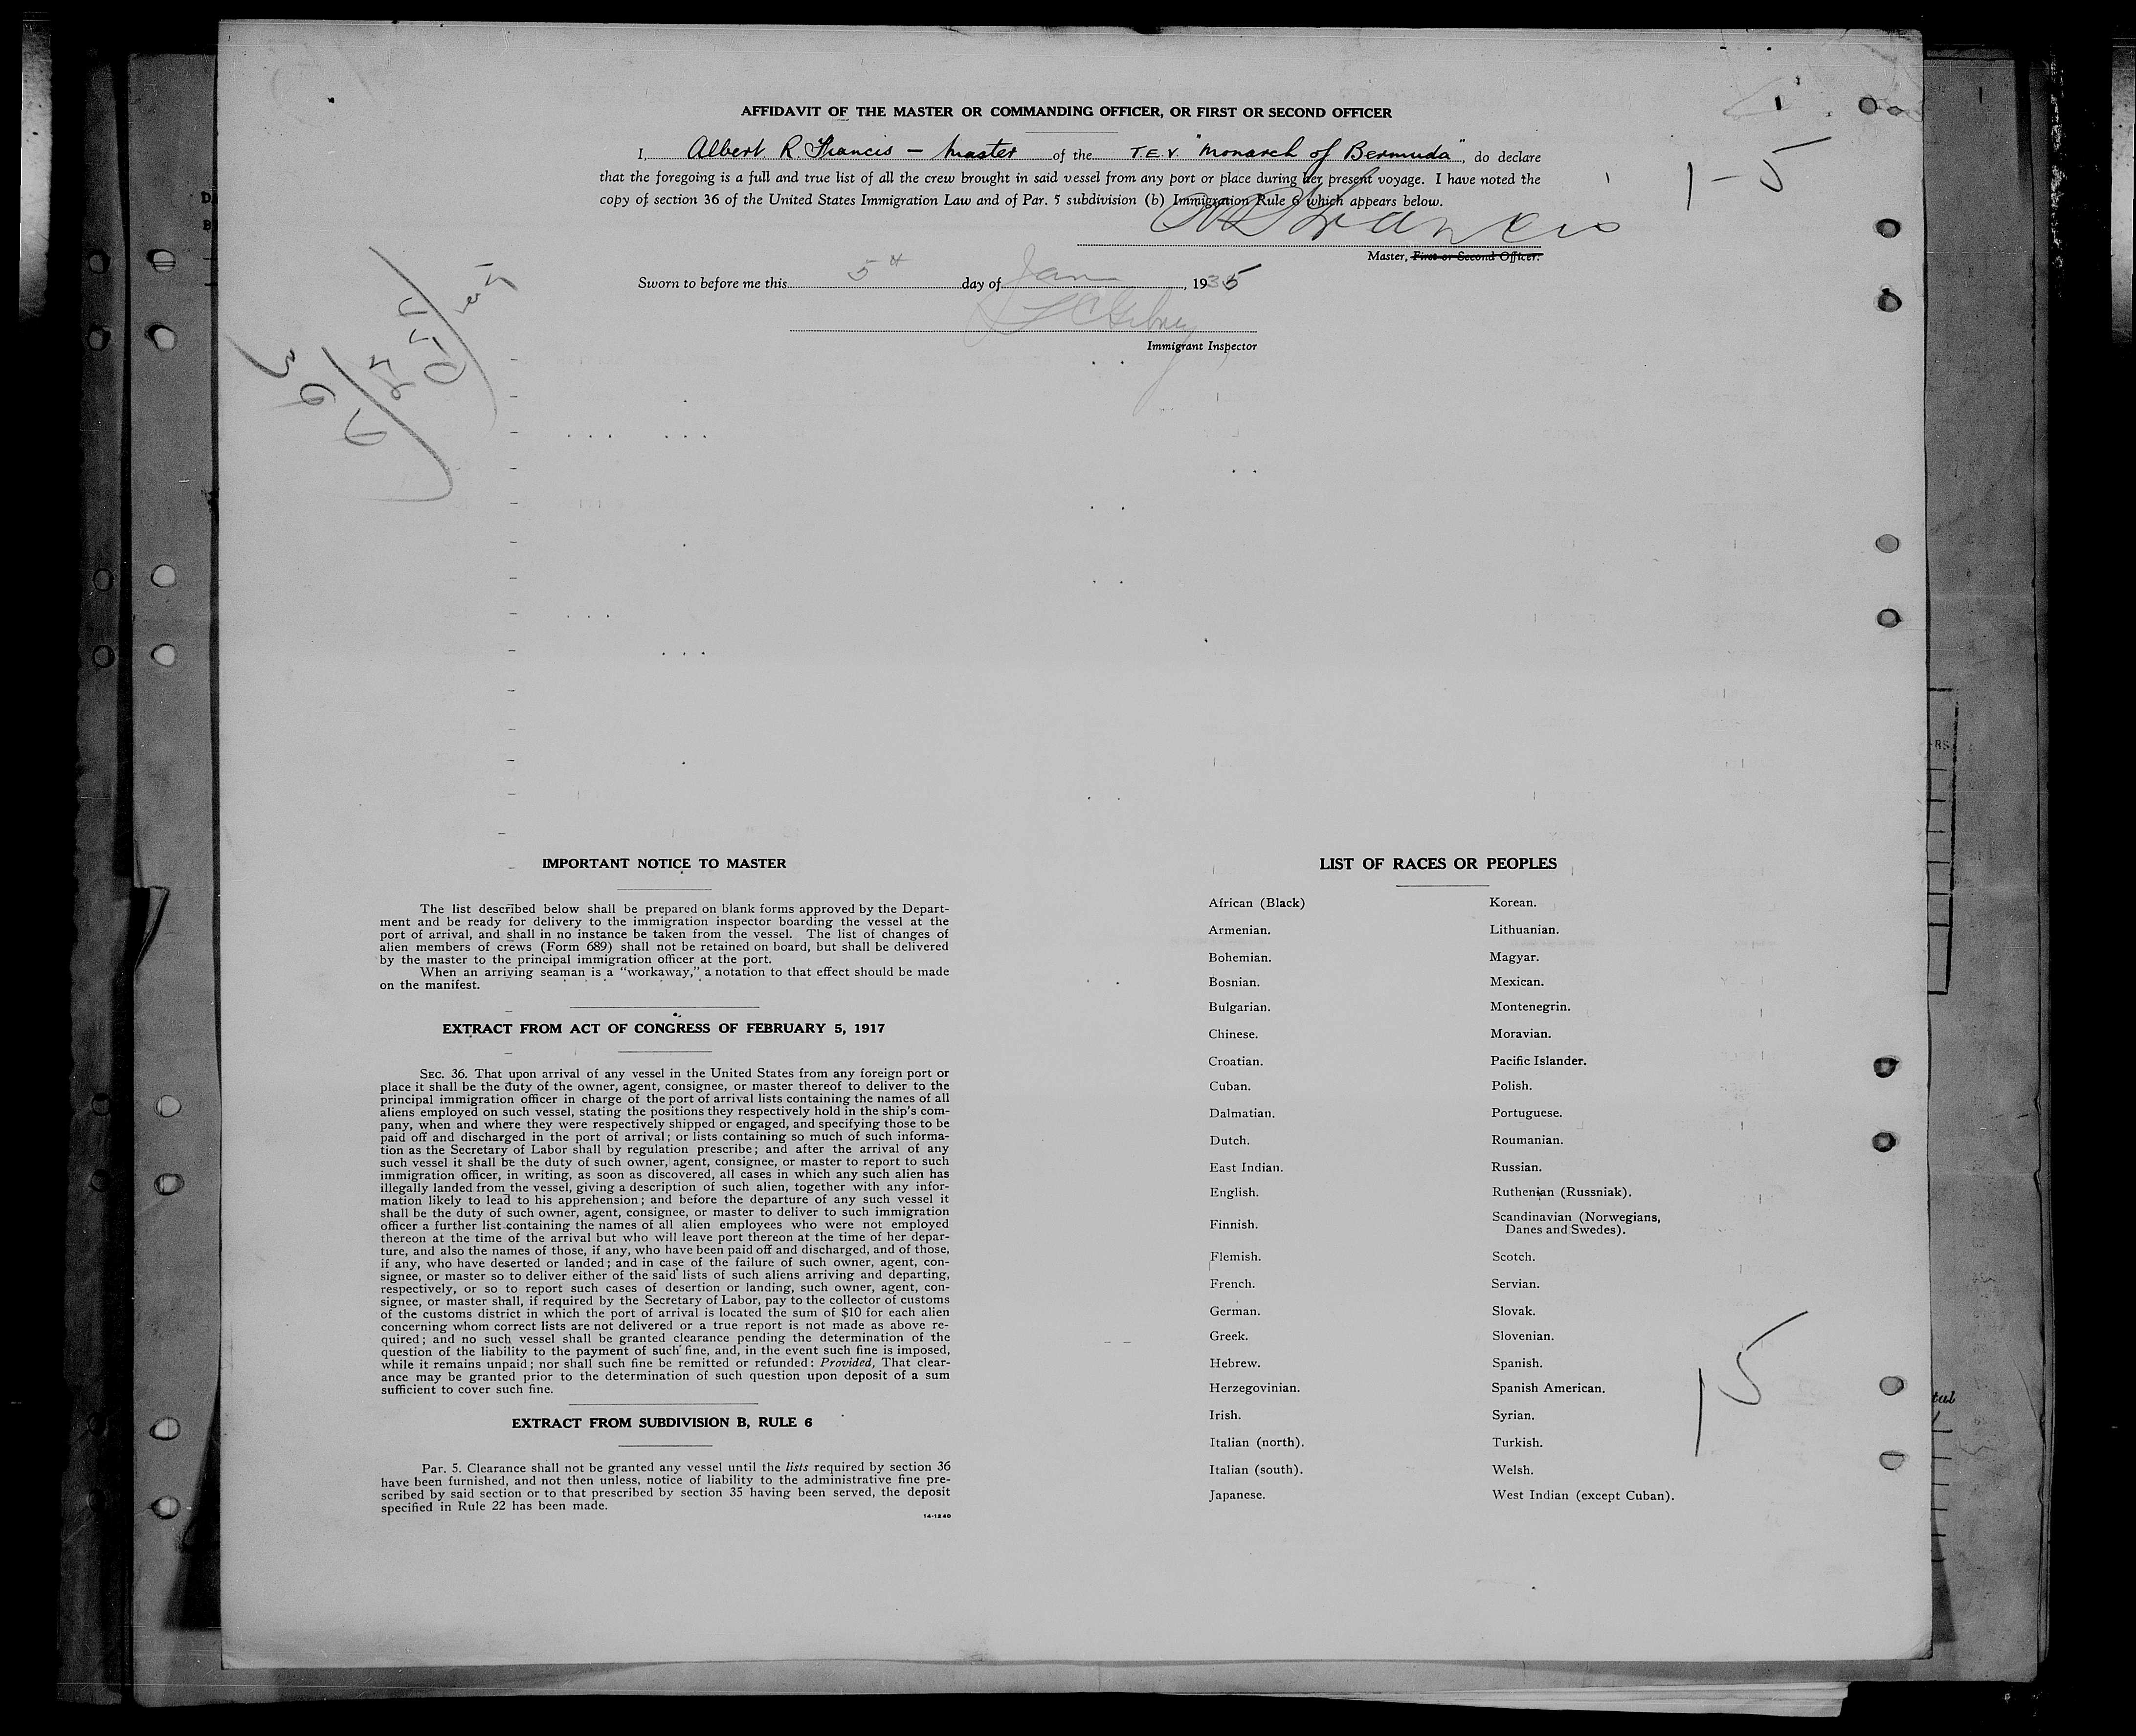 AFFIDAVIT OF THE MASTER OR COMMANDING OFFICER, OR FIRST OR SECOND OFFICER
I, Albert R. Francis — Master of the T.E.V. "Monarch of Bermuda", do declare
that the foregoing is a full and true list of all the crew brought in said vessel from any port or place during her present voyage. I have noted the
copy of section 36 of the United States Immigration Law and of Par. 5 subdivision (b) Immigration Rule 6 which appears below.
1-5
Francis
Master, First or Second Officer.
Sworn to before me this 5th day of Jan, 1935
Immigrant Inspector
IMPORTANT NOTICE TO MASTER
The list described below shall be prepared on blank forms approved by the Depart-
ment and be ready for delivery to the immigration inspector boarding the vessel at the
port of arrival, and shall in no instance be taken from the vessel. The list of changes of
alien members of crews (Form 689) shall not be retained on board, but shall be delivered
by the master to the principal immigration officer at the port.
When an arriving seaman is a "workaway," a notation to that effect should be made
on the manifest.
EXTRACT FROM ACT OF CONGRESS OF FEBRUARY 5, 1917
SEC. 36. That upon arrival of any vessel in the United States from any foreign port or
place it shall be the duty of the owner, agent, consignee, or master thereof to deliver to the
principal immigration officer in charge of the port of arrival lists containing the names of all
aliens employed on such vessel, stating the positions they respectively hold in the ship's com-
pany, when and where they were respectively shipped or engaged, and specifying those to be
paid off and discharged in the port of arrival; or lists containing so much of such informa-
tion as the Secretary of Labor shall by regulation prescribe; and after the arrival of any
such vessel it shall be the duty of such owner, agent, consignee, or master to report to such
immigration officer, in writing, as soon as discovered, all cases in which any such alien has
illegally landed from the vessel, giving a description of such alien, together with any infor-
mation likely to lead to his apprehension; and before the departure of any such vessel it
shall be the duty of such owner, agent, consignee, or master to deliver to such immigration
officer a further list containing the names of all alien employees who were not employed
thereon at the time of the arrival but who will leave port thereon at the time of her depar-
ture, and also the names of those, if any, who have been paid off and discharged, and of those,
if any, who have deserted or landed; and in case of the failure of such owner, agent, con-
signee, or master so to deliver either of the said lists of such aliens arriving and departing,
respectively, or so to report such cases of desertion or landing, such owner, agent, con-
signee, or master shall, if required by the Secretary of Labor, pay to the collector of customs
of the customs district in which the port of arrival is located the sum of $10 for each alien
concerning whom correct lists are not delivered or a true report is not made as above re-
quired; and no such vessel shall be granted clearance pending the determination of the
question of the liability to the payment of such fine, and, in the event such fine is imposed,
while it remains unpaid; nor shall such fine be remitted or refunded: Provided, That clear-
ance may be granted prior to the determination of such question upon deposit of a sum
sufficient to cover such fine.
EXTRACT FROM SUBDIVISION B, RULE 6
Par. 5. Clearance shall not be granted any vessel until the lists required by section 36
have been furnished, and not then unless, notice of liability to the administrative fine pre-
scribed by said section or to that prescribed by section 35 having been served, the deposit
specified in Rule 22 has been made.
14-1240
LIST OF RACES OR PEOPLES
African (Black)
Armenian.
Bohemian.
Bosnian.
Bulgarian.
Chinese.
Croatian.
Cuban.
Dalmatian.
Dutch.
East Indian.
English.
Finnish.
Flemish.
French.
German.
Greek.
Hebrew.
Herzegovinian.
Irish.
Italian (north).
Italian (south).
Japanese.
Korean.
Lithuanian.
Magyar.
Mexican.
Montenegrin.
Moravian.
Pacific Islander.
Polish.
Portuguese.
Roumanian.
Russian.
Ruthenian (Russniak).
Scandinavian (Norwegians,
Danes and Swedes).
Scotch.
Servian.
Slovak.
Slovenian.
Spanish.
Spanish American.
Syrian.
Turkish.
Welsh.
West Indian (except Cuban).
15